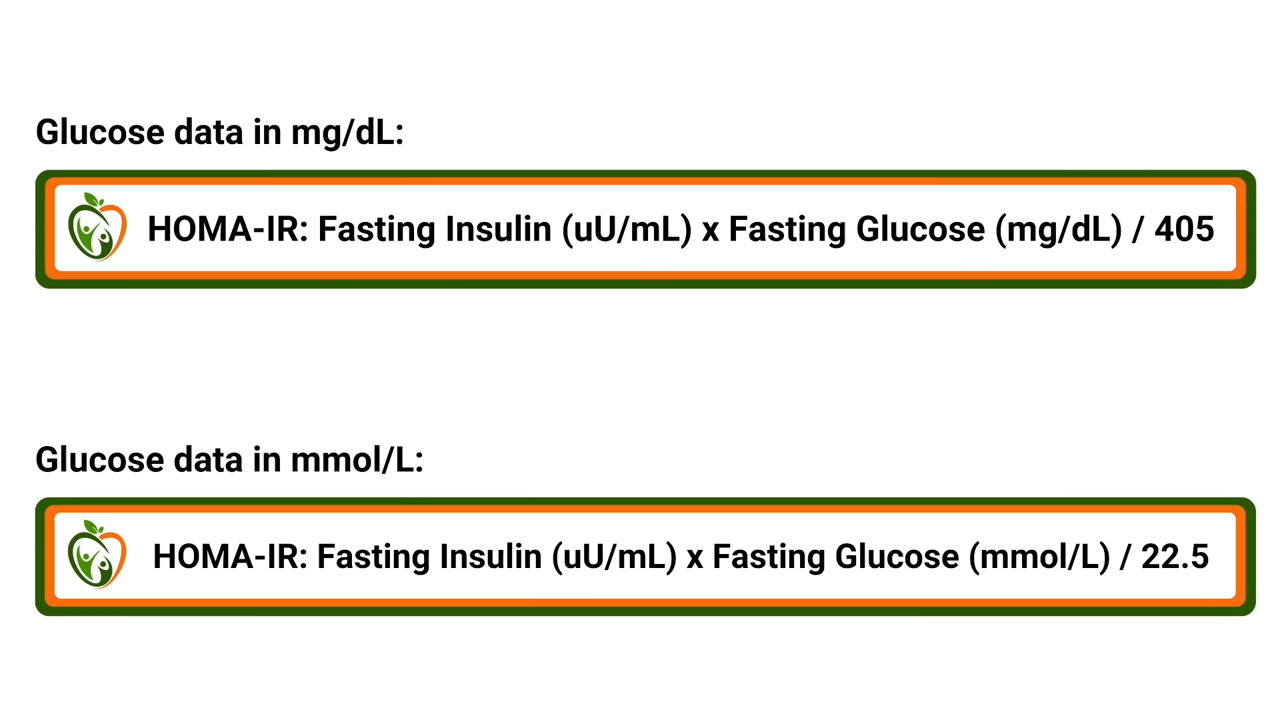 Glucose data in mg/dL:
HOMA-IR: Fasting Insulin (uU/mL) x Fasting Glucose (mg/dL) / 405
Glucose data in mmol/L:
HOMA-IR: Fasting Insulin (uU/mL) x Fasting Glucose (mmol/L) / 22.5